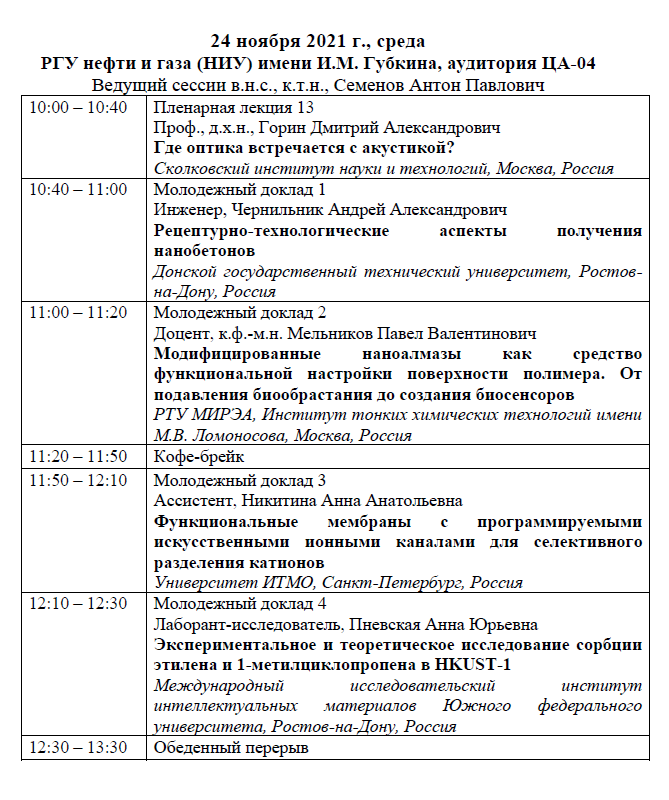 24 ноября 2021 г., среда
РГУ нефти и газа (НИУ) имени И.М. Губкина, аудитория ЦА-04
Ведущий сессии в.н.с., к.т.н., Семенов Антон Павлович
10:00 – 10:40 Пленарная лекция 13
Проф., д.х.н., Горин Дмитрий Александрович
Где оптика встречается с акустикой?
Сколковский институт науки и технологий, Москва, Россия
10:40 – 11:00 Молодежный доклад 1
Инженер, Чернильник Андрей Александрович
Рецептурно-технологические аспекты получения
нанобетонов
Донской государственный технический университет, Ростов-
на-Дону, Россия
11:00 – 11:20 Молодежный доклад 2
Доцент, к.ф.-м.н. Мельников Павел Валентинович
Модифицированные наноалмазы как средство
функциональной настройки поверхности полимера. От
подавления биообрастания до создания биосенсоров
РТУ МИРЭА, Институт тонких химических технологий имени
М.В. Ломоносова, Москва, Россия
11:20 – 11:50 Кофе-брейк
11:50 – 12:10 Молодежный доклад 3
Ассистент, Никитина Анна Анатольевна
Функциональные мембраны с программируемыми
искусственными ионными каналами для селективного
разделения катионов
Университет ИТМО, Санкт-Петербург, Россия
12:10 – 12:30 Молодежный доклад 4
Лаборант-исследователь, Пневская Анна Юрьевна
Экспериментальное и теоретическое исследование сорбции
этилена и 1-метилциклопропена в HKUST-1
Международный исследовательский институт
интеллектуальных материалов Южного федерального
университета, Ростов-на-Дону, Россия
12:30 – 13:30 Обеденный перерыв